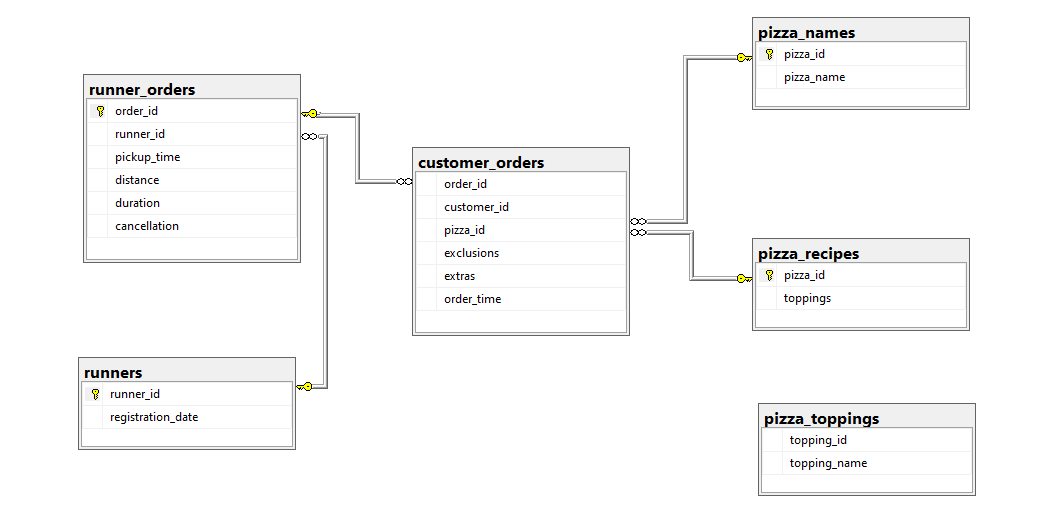 runner_orders
order_id
runner_id
pickup_time
distance
duration
cancellation
runners
runner_id
registration_date
customer_orders
order_id
customer_id
pizza_id
exclusions
extras
order_time
pizza_names
pizza_id
pizza_name
pizza_recipes
pizza_id
toppings
pizza_toppings
topping_id
topping_name